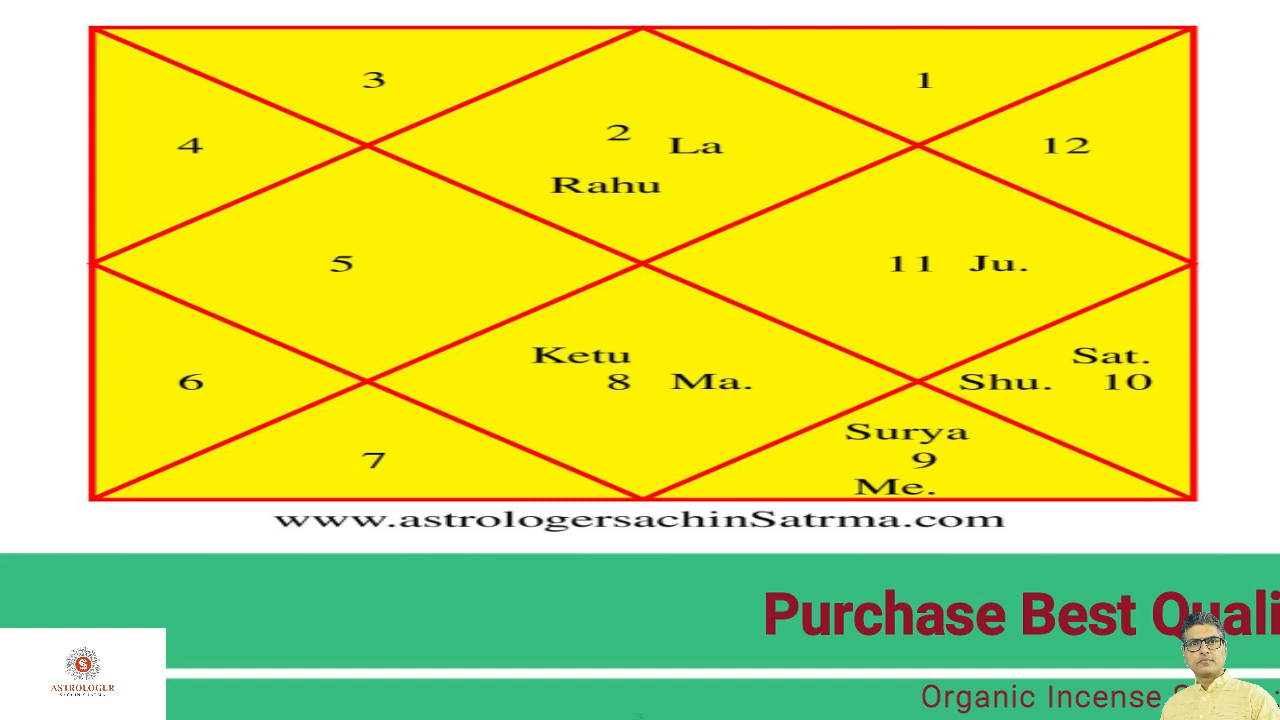 3
1
4
2 La
12
Rahu
5
11 Ju.
Ketu
Sat.
6
8 Ma.
Shu. 10
Surya
7
9
Me.
www.astrologersachinSatrma.com
Purchase Best Quali
S
ASTROLOGER
Organic Incense